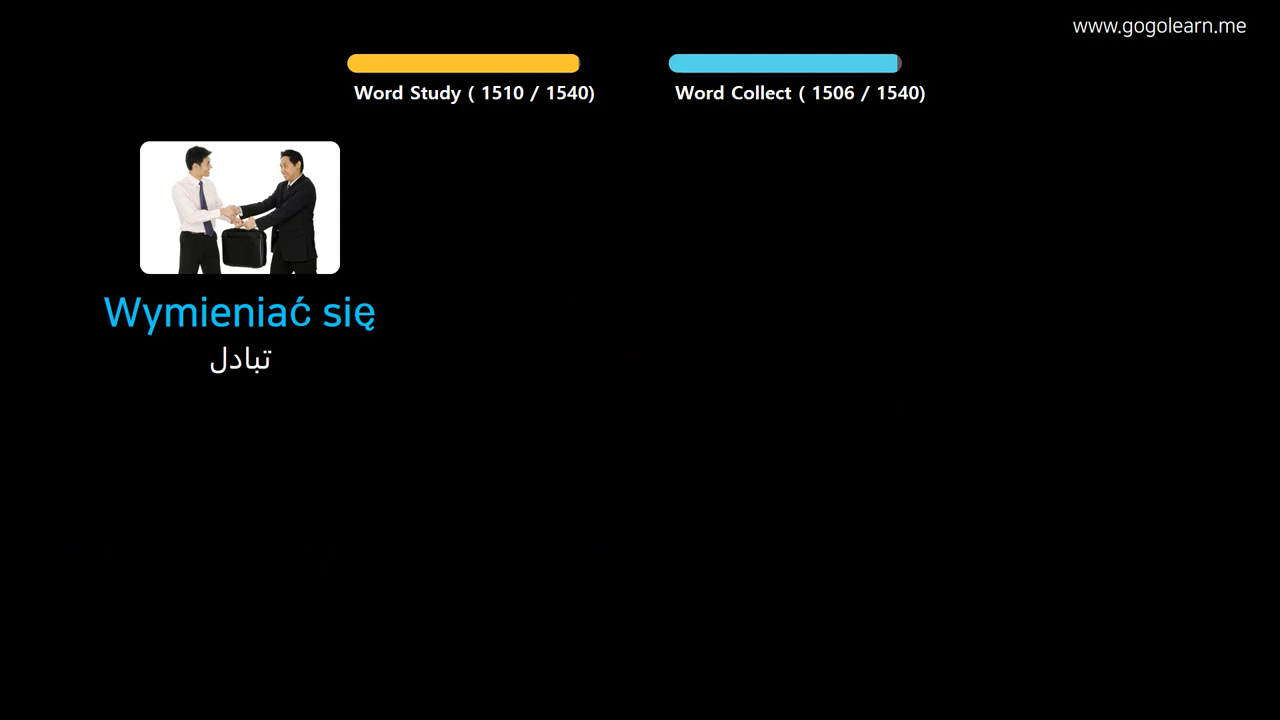 www.gogolearn.me
Word Study ( 1510 / 1540)
Word Collect ( 1506 / 1540)
Wymieniać się
تبادل